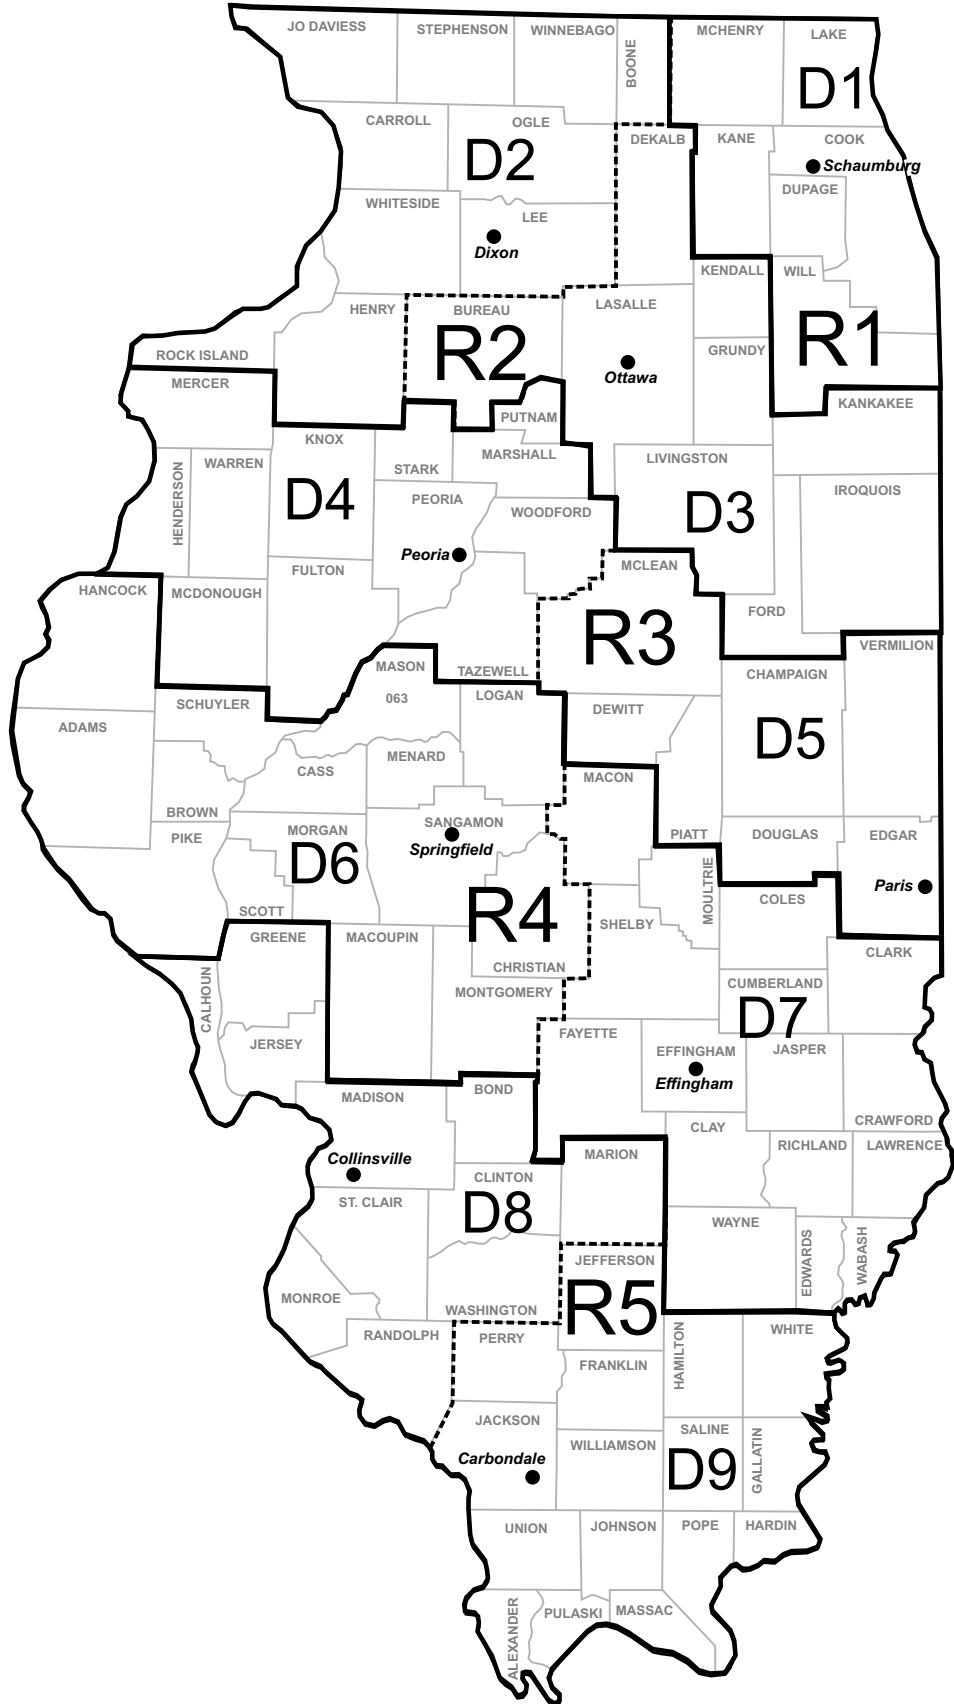 JO DAVIESS
STEPHENSON
WINNEBAGO
BOONE
MCHENRY
LAKE
D1
CARROLL
OGLE
D2
DEKALB
KANE
COOK
Schaumburg
DUPAGE
WHITESIDE
LEE
Dixon
KENDALL
WILL
HENRY
BUREAU
R2
LASALLE
R1
ROCK ISLAND
GRUNDY
Ottawa
MERCER
KANKAKEE
PUTNAM
KNOX
MARSHALL
LIVINGSTON
WARREN
STARK
HENDERSON
D4
PEORIA
D3
IROQUOIS
WOODFORD
Peoria
FULTON
MCLEAN
HANCOCK
MCDONOUGH
FORD
R3
VERMILION
MASON
TAZEWELL
CHAMPAIGN
063
LOGAN
SCHUYLER
DEWITT
ADAMS
D5
CASS
MENARD
MACON
BROWN
SANGAMON
PIKE
MORGAN
PIATT
DOUGLAS
EDGAR
Springfield
D6
MOULTRIE
Paris
COLES
SCOTT
R4
SHELBY
GREENE
MACOUPIN
CLARK
CHRISTIAN
CALHOUN
MONTGOMERY
CUMBERLAND
D7
FAYETTE
JERSEY
EFFINGHAM
JASPER
Effingham
MADISON
BOND
CRAWFORD
CLAY
RICHLAND
LAWRENCE
Collinsville
MARION
CLINTON
ST. CLAIR
D8
WAYNE
EDWARDS
WABASH
JEFFERSON
MONROE
R5
WASHINGTON
RANDOLPH
PERRY
HAMILTON
WHITE
FRANKLIN
JACKSON
SALINE
WILLIAMSON
GALLATIN
Carbondale
D9
UNION
JOHNSON
POPE
HARDIN
ALEXANDER
PULASKI
MASSAC